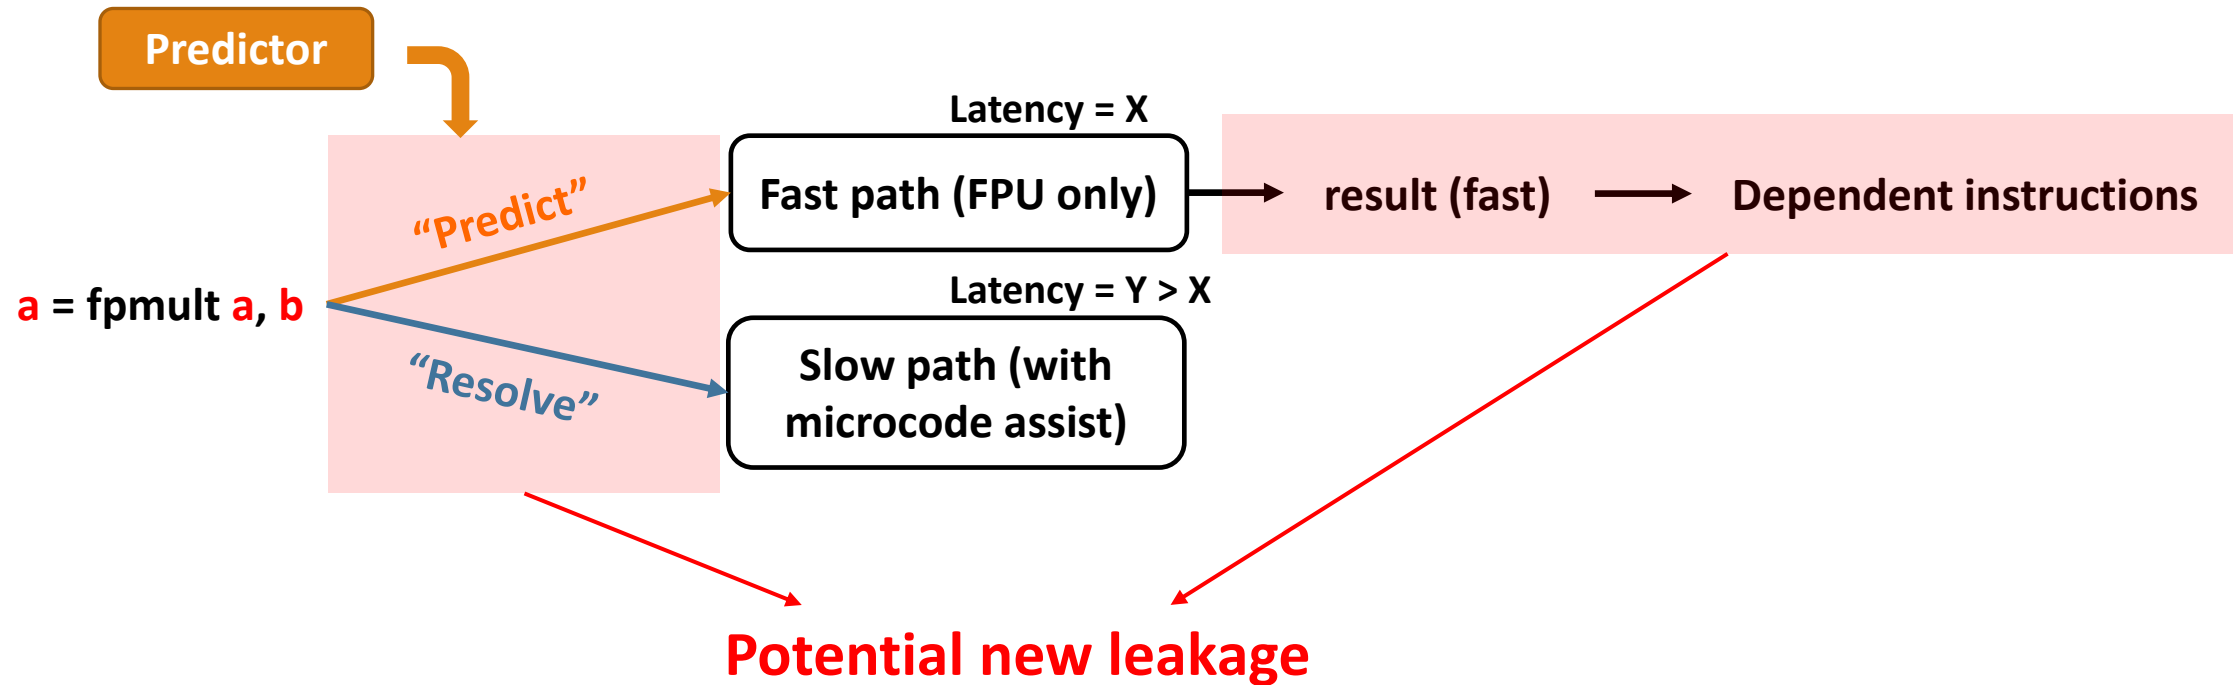 Predictor
Latency = X
“Predict”
Fast path (FPU only)
result (fast)
Dependent instructions
a = fpmult a, b
Latency = Y > X
“Resolve”
Slow path (with
microcode assist)
Potential new leakage